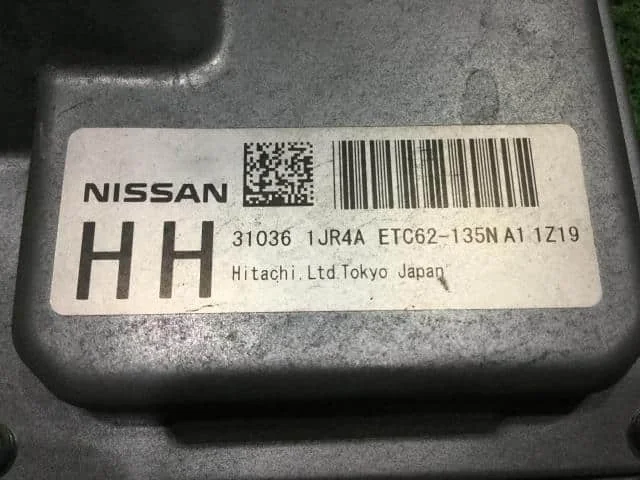 NISSAN
HH 31036 1JR4A ETC62-135N A1 1Z19
Hitachi,Ltd.Tokyo Japan